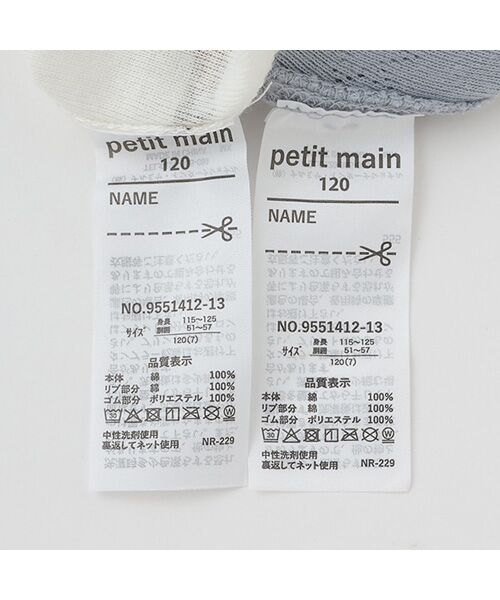 petit main
120
NAME
NO.9551412-13
サイズ 身長 115~125
胴囲 51~57
120(7)
品質表示
本体 綿 100%
リブ部分 綿 100%
ゴム部分 ポリエステル 100%
30
中性洗剤使用
裏返してネット使用 NR-229
petit main
120
NAME
NO.9551412-13
サイズ 身長 115~125
胴囲 51~57
120(7)
品質表示
本体 綿 100%
リブ部分 綿 100%
ゴム部分 ポリエステル 100%
30
中性洗剤使用
裏返してネット使用 NR-229